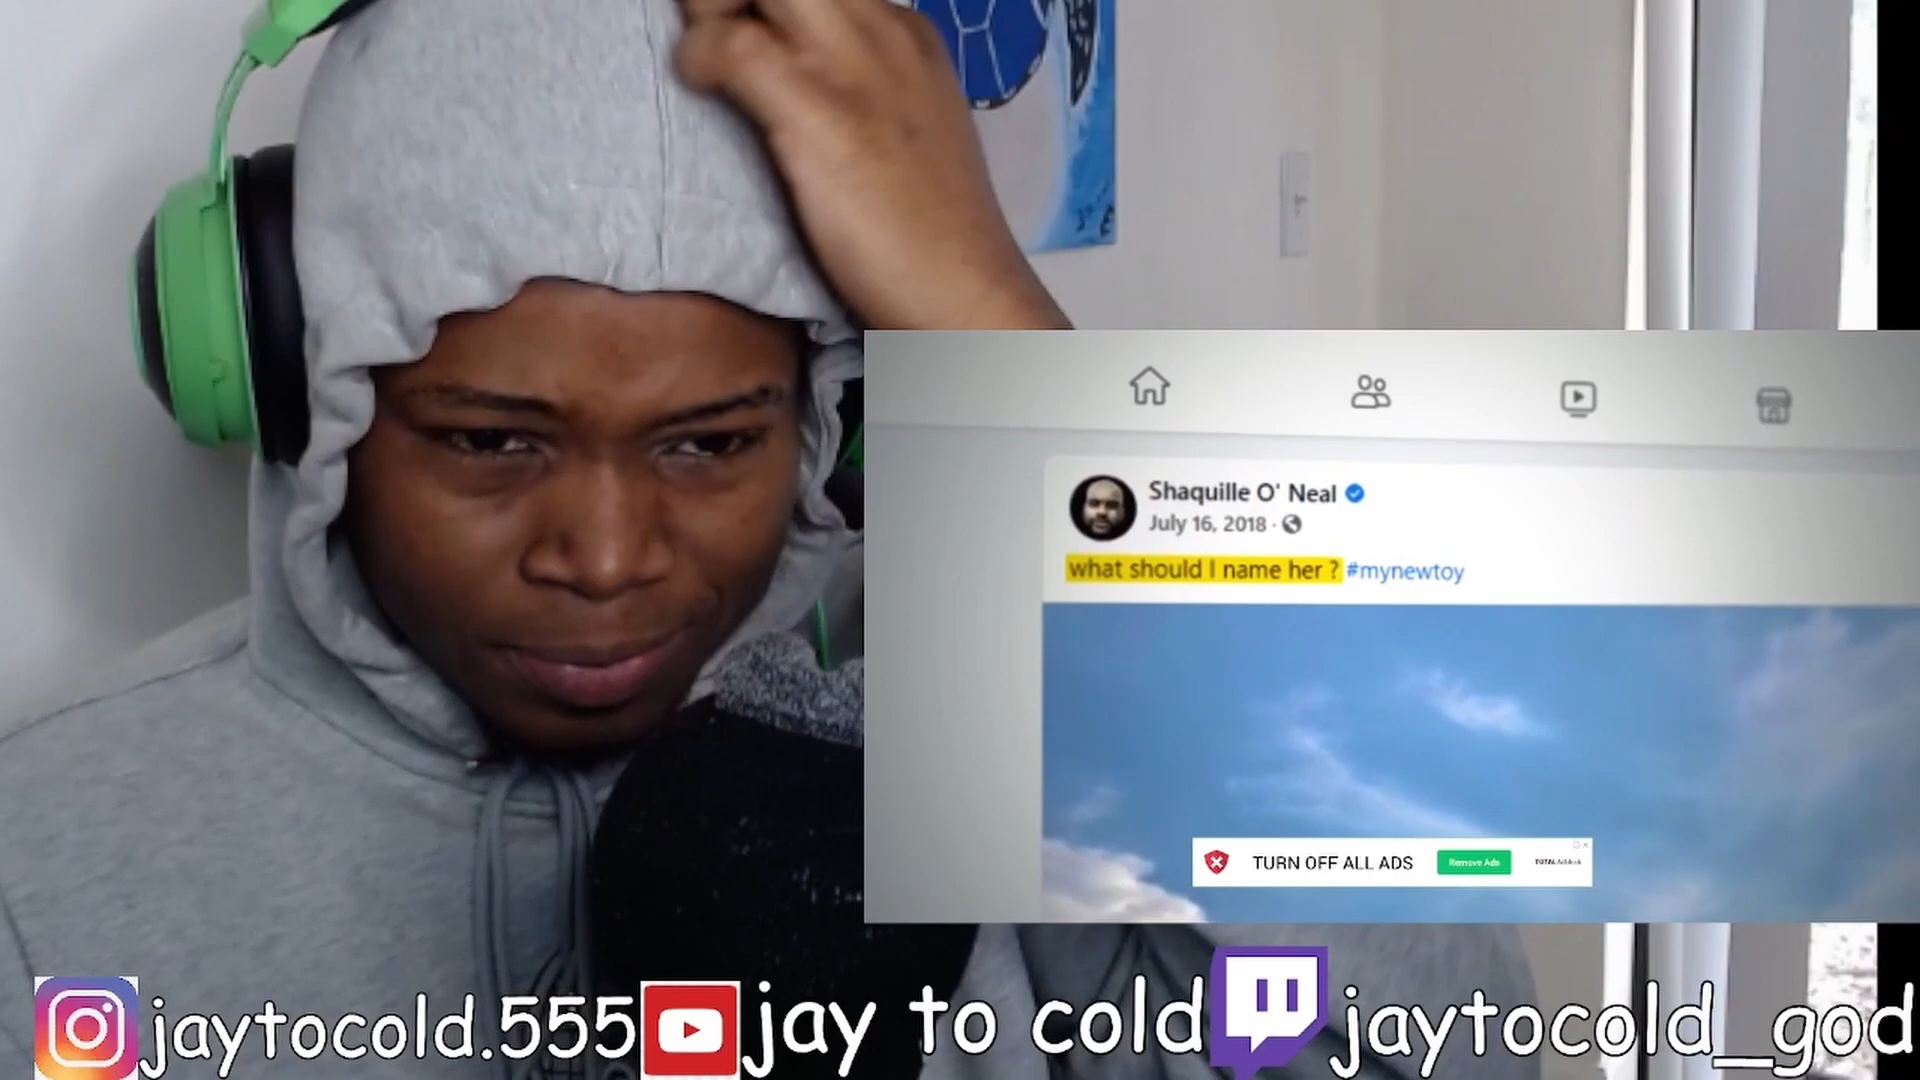 Shaquille O' Neal
July 16, 2018 ·
what should I name her ? #mynewtoy
TURN OFF ALL ADS
Remove Ads
jaytocold.555
jay to cold
jaytocold_god